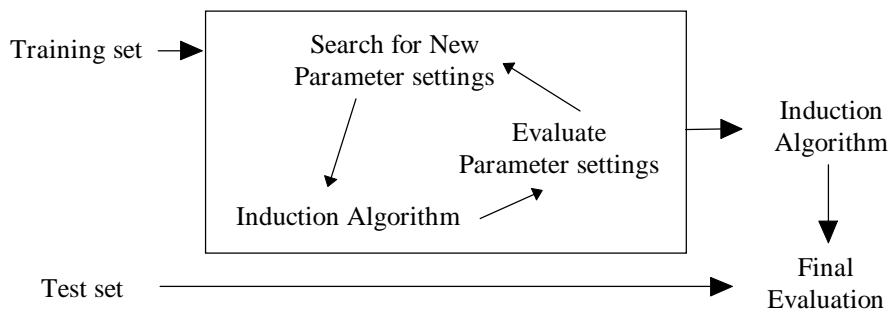 Training set
Search for New
Parameter settings
Evaluate
Parameter settings
Induction Algorithm
Induction
Algorithm
Test set
Final
Evaluation